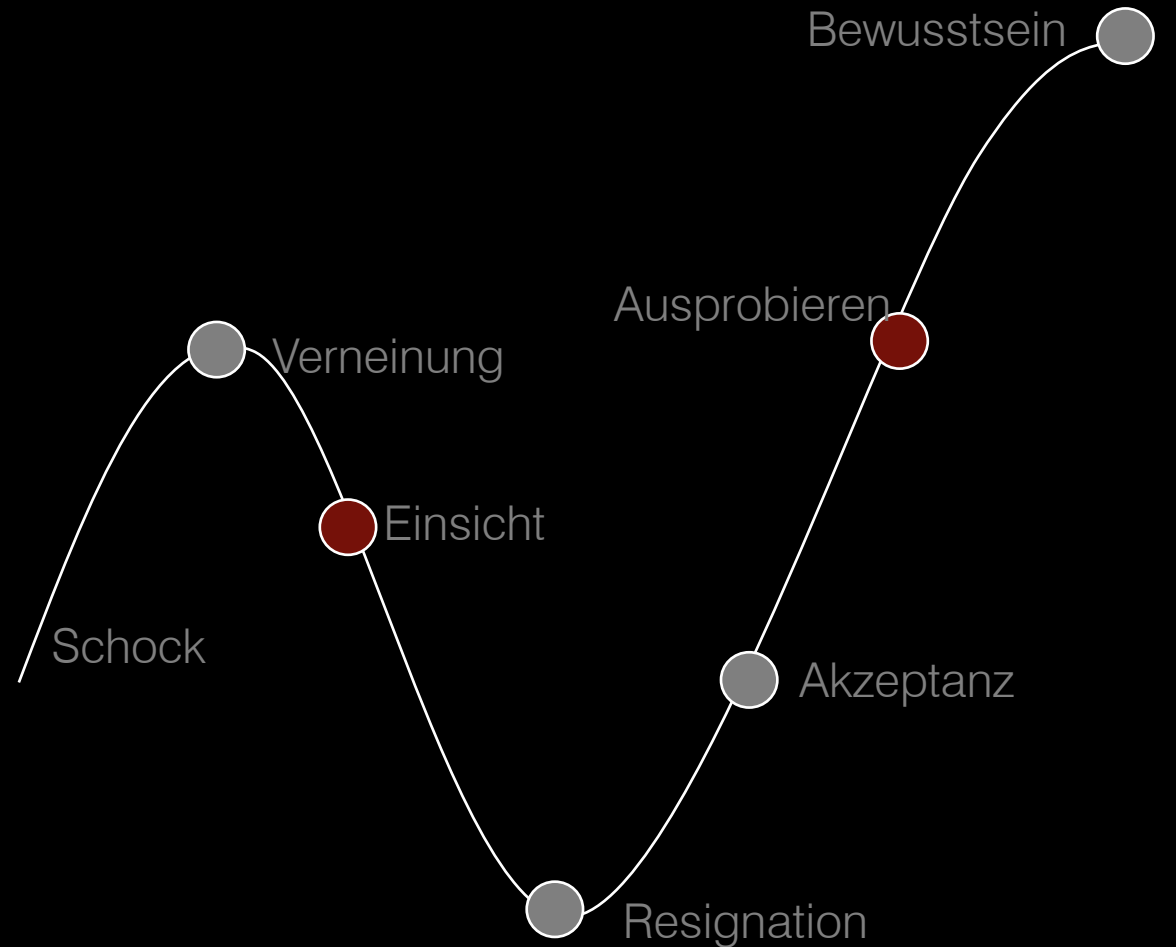 Bewusstsein
Ausprobieren
Verneinung
Einsicht
Schock
Akzeptanz
Resignation